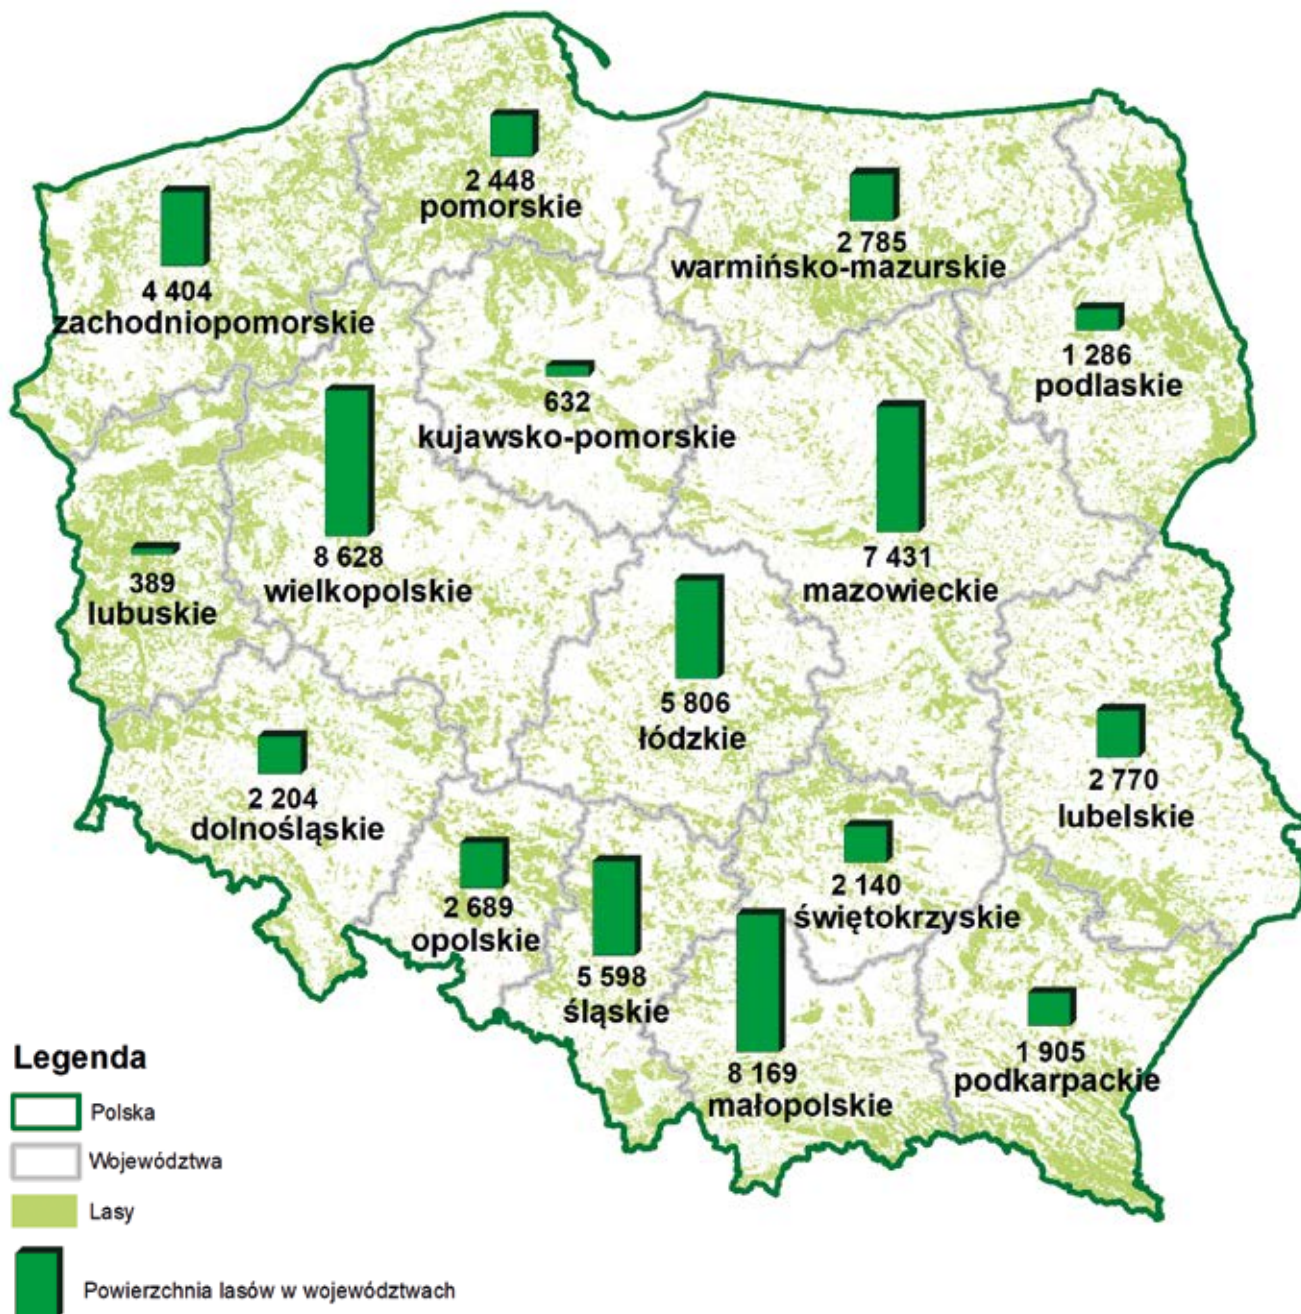 2 448
pomorskie
2 785
warmińsko-mazurskie
4 404
zachodniopomorskie
1 286
podlaskie
632
kujawsko-pomorskie
8 628
wielkopolskie
7 431
mazowieckie
389
lubuskie
5 806
łódzkie
2 770
lubelskie
2 204
dolnośląskie
2 140
świętokrzyskie
2 689
opolskie
5 598
śląskie
1 905
podkarpackie
8 169
małopolskie
Legenda
Polska
Województwa
Lasy
Powierzchnia lasów w województwach